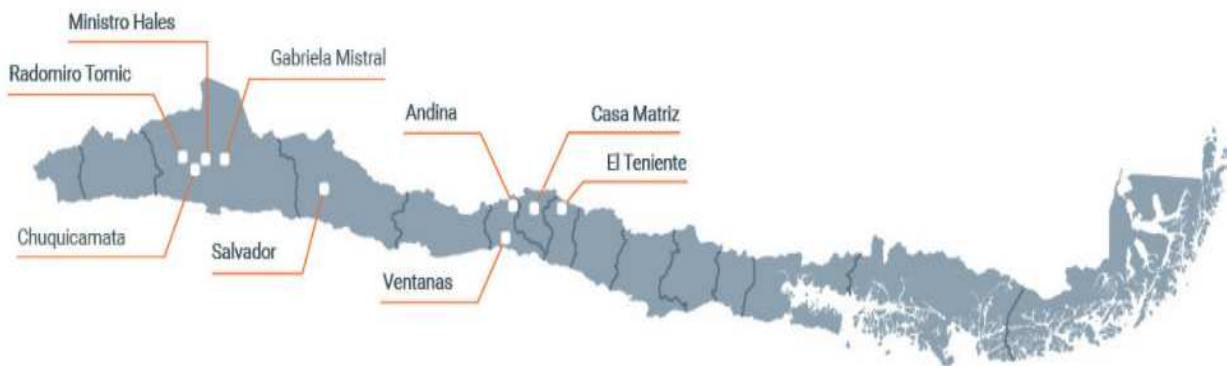 Ministro Hales
Gabriela Mistral
Radomiro Tomic
Andina
Casa Matriz
El Teniente
Chuquicamata
Salvador
Ventanas